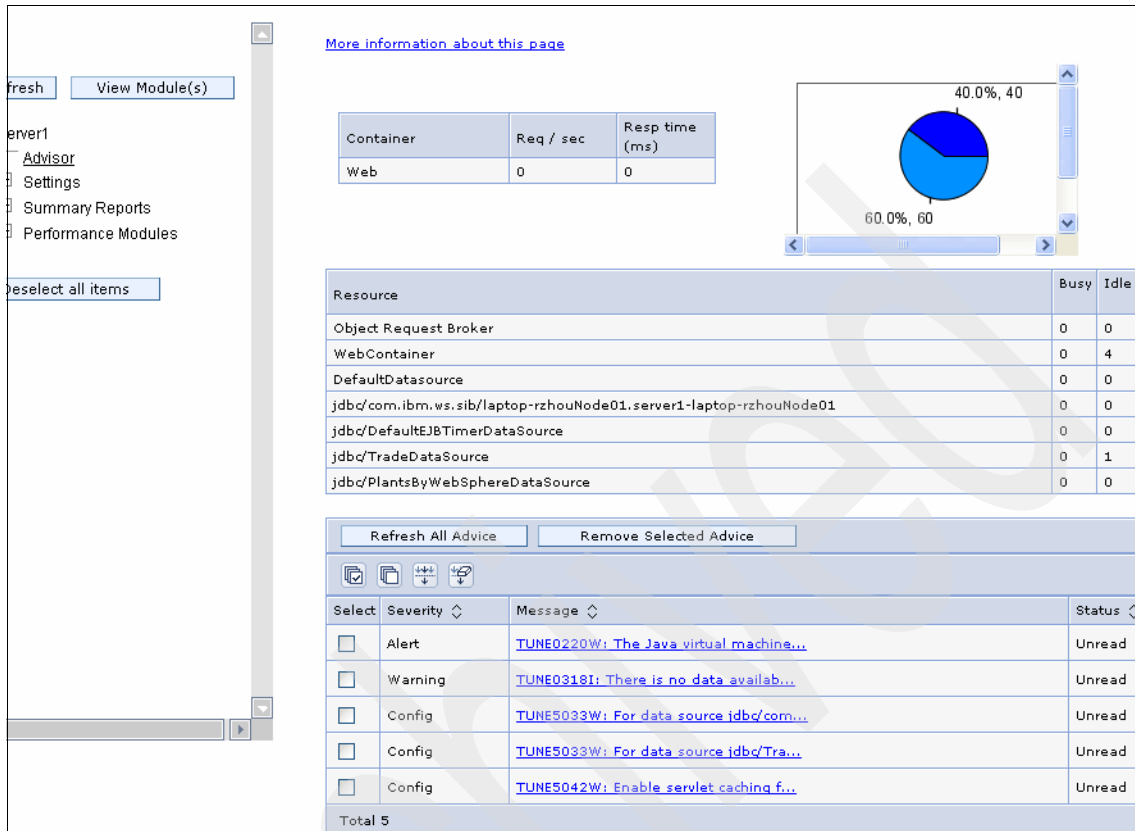 More information about this page
fresh View Module(s)
erver1
Advisor
Settings
Summary Reports
Performance Modules
Deselect all items
Container Req / sec Resp time (ms)
Web 0 0
40.0%, 40
60.0%, 60
Resource Busy Idle
Object Request Broker 0 0
WebContainer 0 4
DefaultDatasource 0 0
jdbc/com.ibm.ws.sib/laptop-rzhouNode01.server1-laptop-rzhouNode01 0 0
jdbc/DefaultEJBTimerDataSource 0 0
jdbc/TradeDataSource 0 1
jdbc/PlantsByWebSphereDataSource 0 0
Refresh All Advice Remove Selected Advice
Select Severity Message Status
Alert TUNE0220W: The Java virtual machine... Unread
Warning TUNE0318I: There is no data availab... Unread
Config TUNE5033W: For data source jdbc/com... Unread
Config TUNE5033W: For data source jdbc/Tra... Unread
Config TUNE5042W: Enable servlet caching f... Unread
Total 5